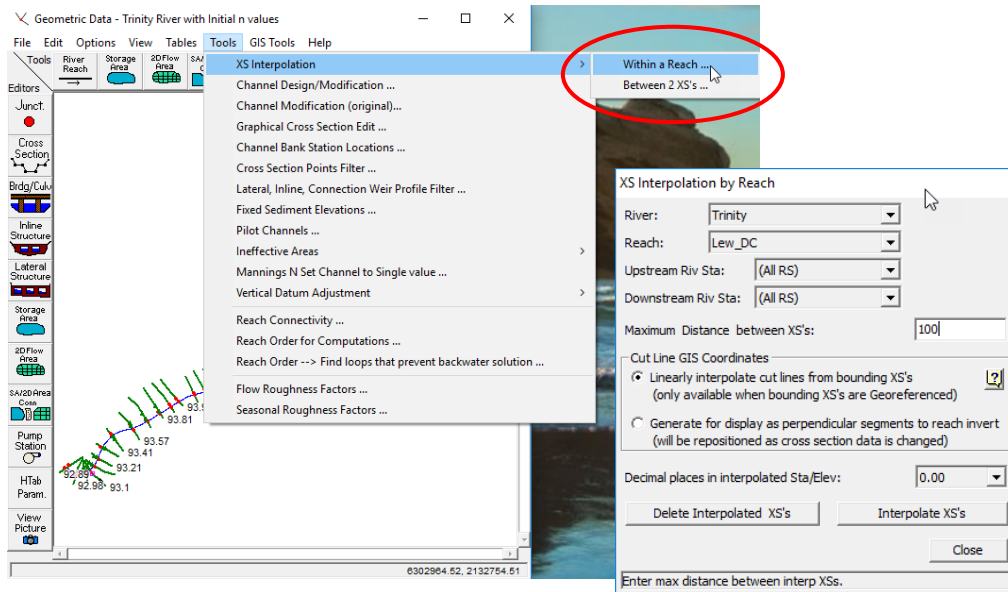 Geometric Data - Trinity River with Initial n values
File Edit Options View Tables Tools GIS Tools Help
Tools
Editors
River Reach
Storage Area
2D Flow Area
XS Interpolation
Channel Design/Modification ...
Channel Modification (original)...
Graphical Cross Section Edit ...
Channel Bank Station Locations ...
Cross Section Points Filter ...
Lateral, Inline, Connection Weir Profile Filter ...
Fixed Sediment Elevations ...
Pilot Channels ...
Ineffective Areas
Mannings N Set Channel to Single value ...
Vertical Datum Adjustment
Reach Connectivity ...
Reach Order for Computations ...
Reach Order --> Find loops that prevent backwater solution ...
Flow Roughness Factors ...
Seasonal Roughness Factors ...
Within a Reach ...
Between 2 XS's ...
Junct.
Cross
Section
Brdg/Culv
Inline
Structure
Lateral
Structure
Storage
Area
2D Flow
Area
SA/2D Area
Conn
Pump
Station
HTab
Param.
View
Picture
93.81
93.57
93.41
93.21
92.89
92.98
93.1
6302964.52, 2132754.51
XS Interpolation by Reach
River: Trinity
Reach: Lew_DC
Upstream Riv Sta: (All RS)
Downstream Riv Sta: (All RS)
Maximum Distance between XS's: 100
Cut Line GIS Coordinates
Linearly interpolate cut lines from bounding XS's
(only available when bounding XS's are Georeferenced)
Generate for display as perpendicular segments to reach invert
(will be repositioned as cross section data is changed)
Decimal places in interpolated Sta/Elev: 0.00
Delete Interpolated XS's Interpolate XS's
Close
Enter max distance between interp XSs.